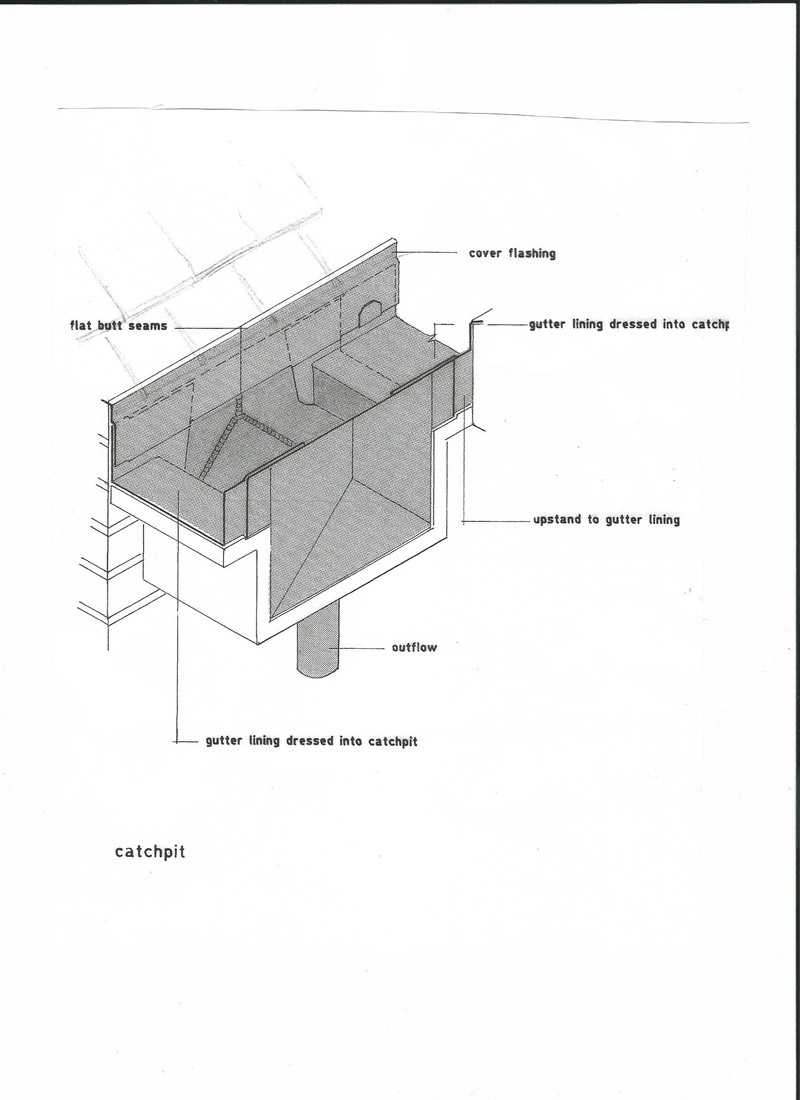 cover flashing
flat butt seams
gutter lining dressed into catchp
upstand to gutter lining
outflow
gutter lining dressed into catchpit
catchpit